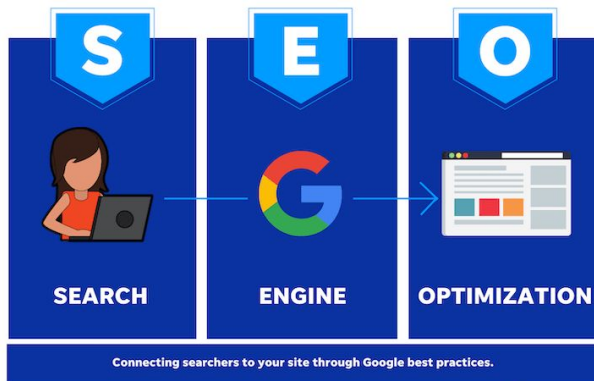 S E O
SEARCH ENGINE OPTIMIZATION
Connecting searchers to your site through Google best practices.